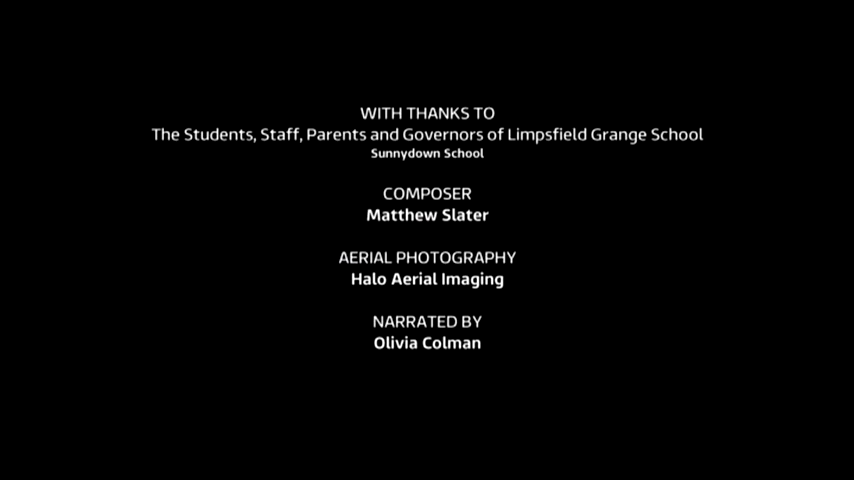 WITH THANKS TO
The Students, Staff, Parents and Governors of Limpsfield Grange School
Sunnydown School
COMPOSER
Matthew Slater
AERIAL PHOTOGRAPHY
Halo Aerial Imaging
NARRATED BY
Olivia Colman